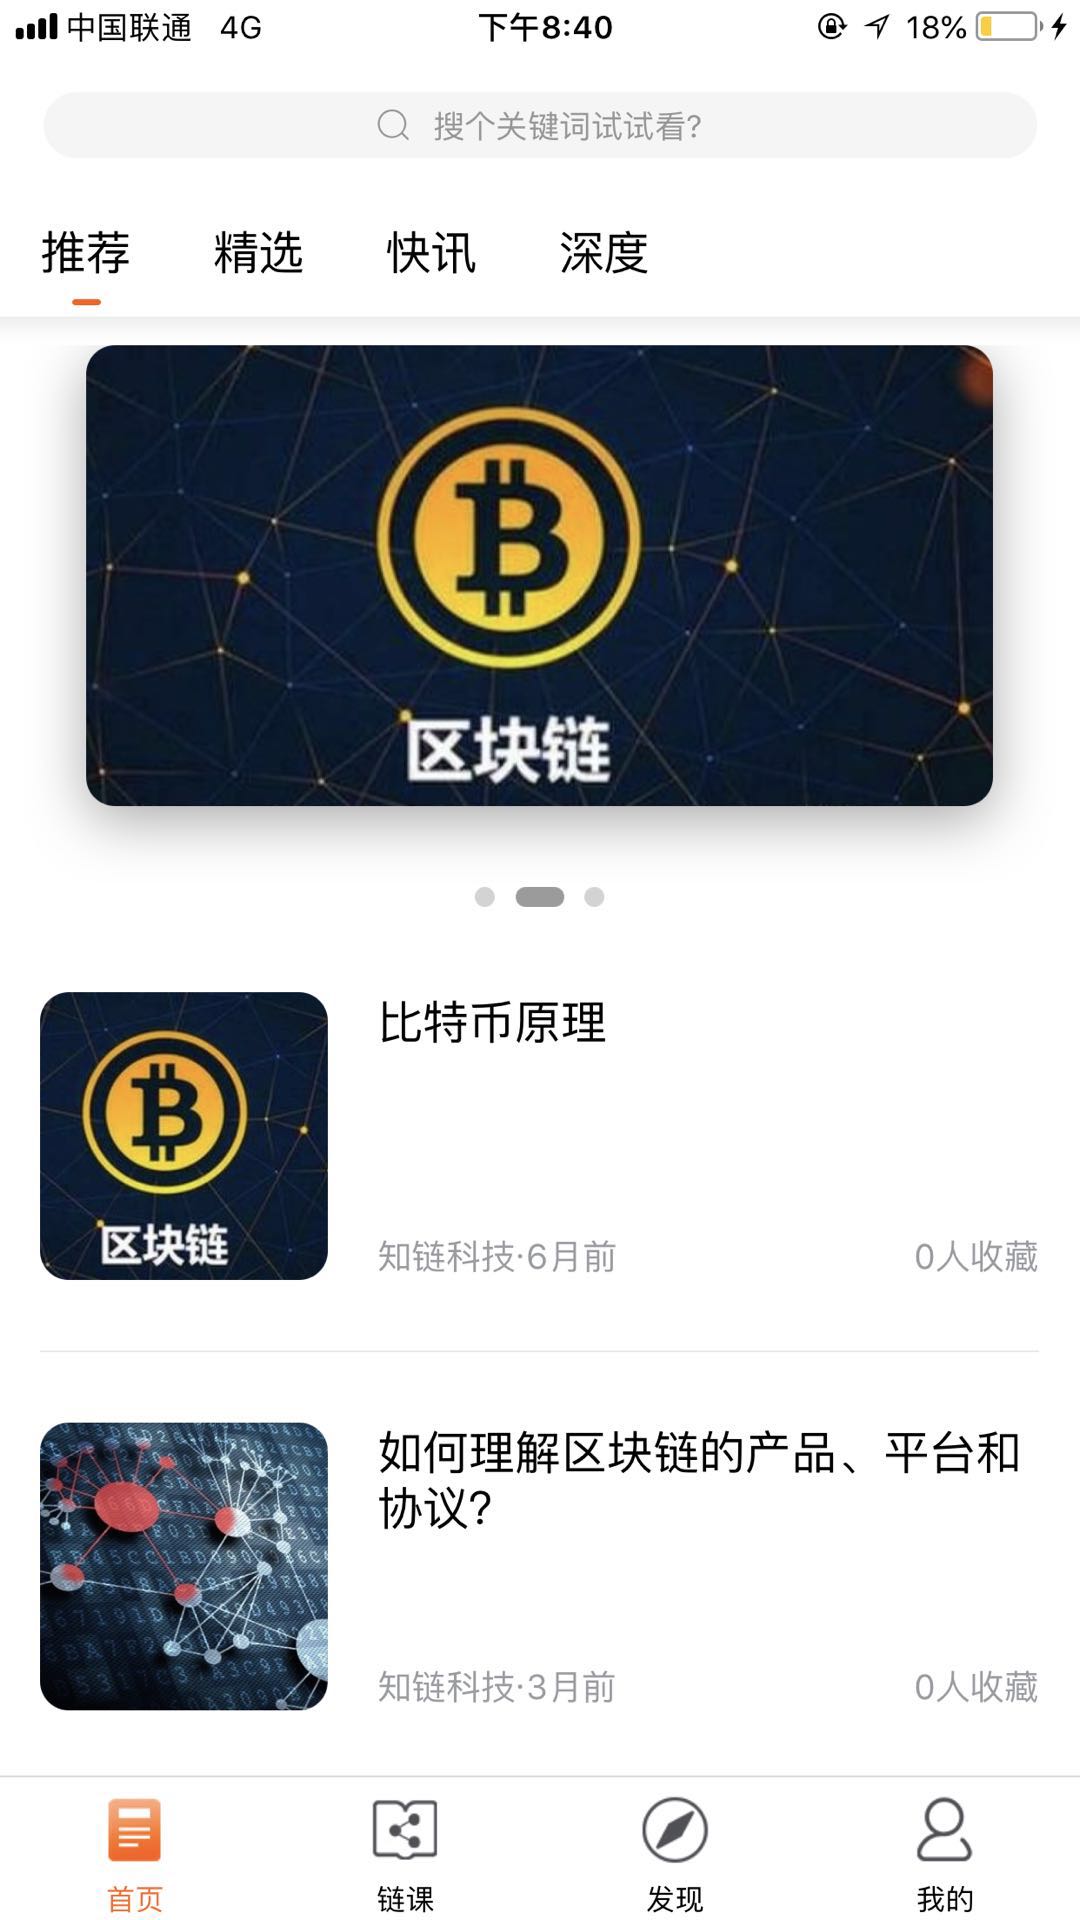 中国联通 4G 下午8:40 18%
搜个关键词试试看?
推荐 精选 快讯 深度
区块链
比特币原理
区块链
知链科技·6月前 0人收藏
如何理解区块链的产品、平台和
协议?
知链科技·3月前 0人收藏
首页 链课 发现 我的